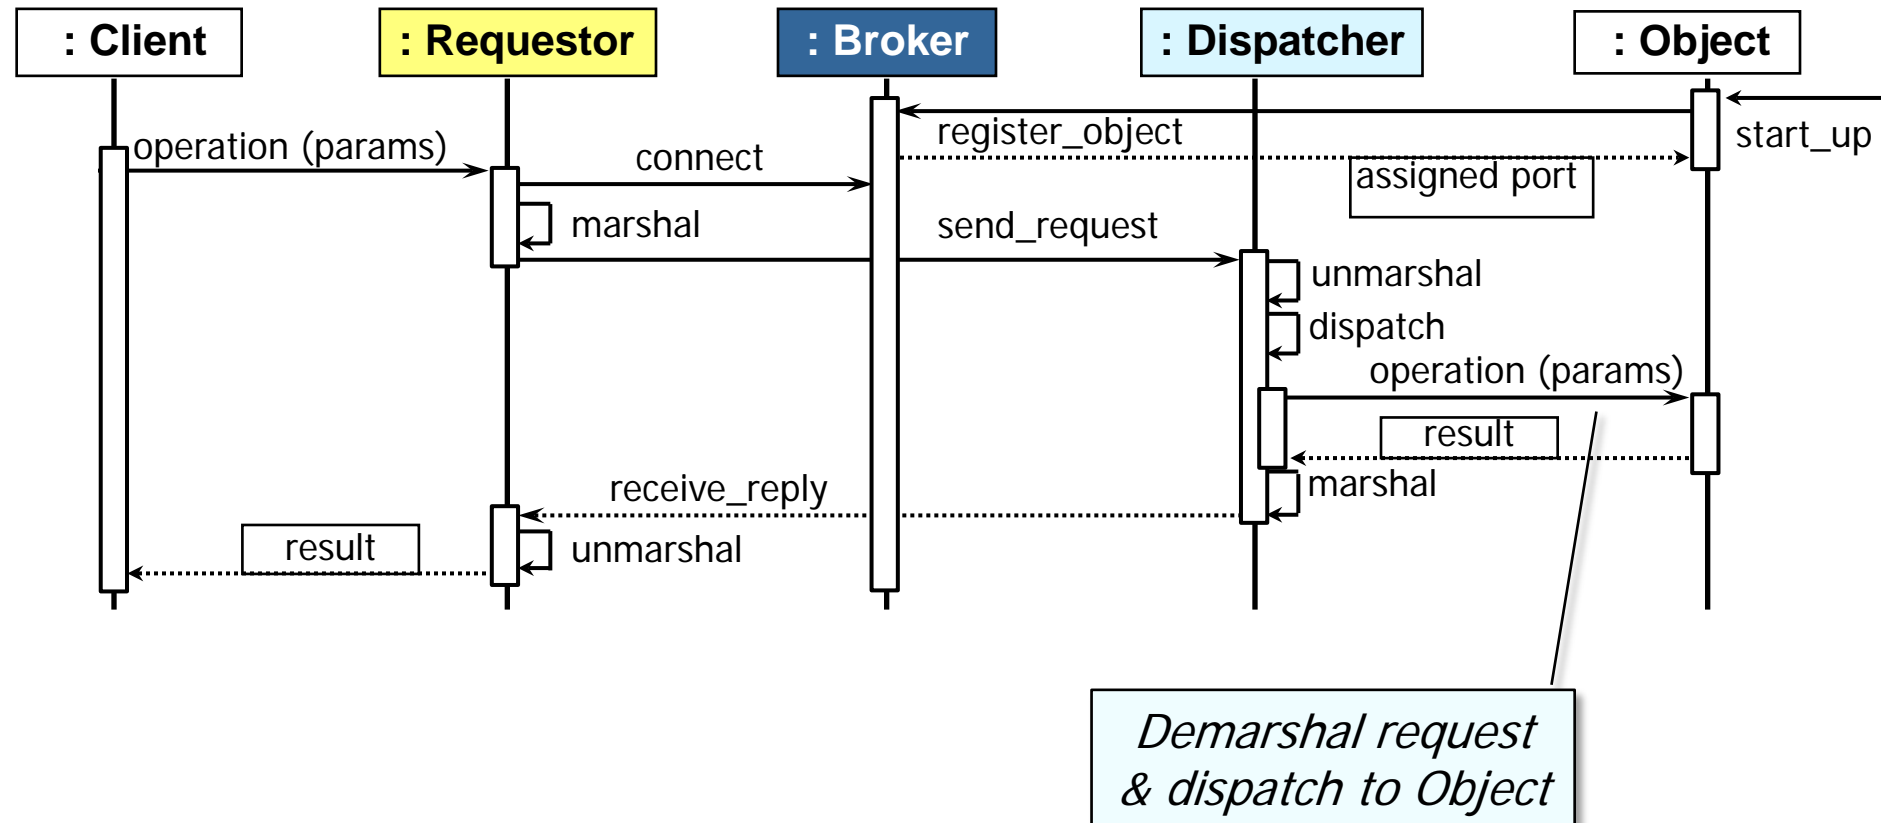 : Client
: Requestor
: Broker
: Dispatcher
: Object
register_object
start_up
operation (params)
connect
assigned port
marshal
send_request
unmarshal
dispatch
operation (params)
result
marshal
receive_reply
result
unmarshal
Demarshal request
& dispatch to Object